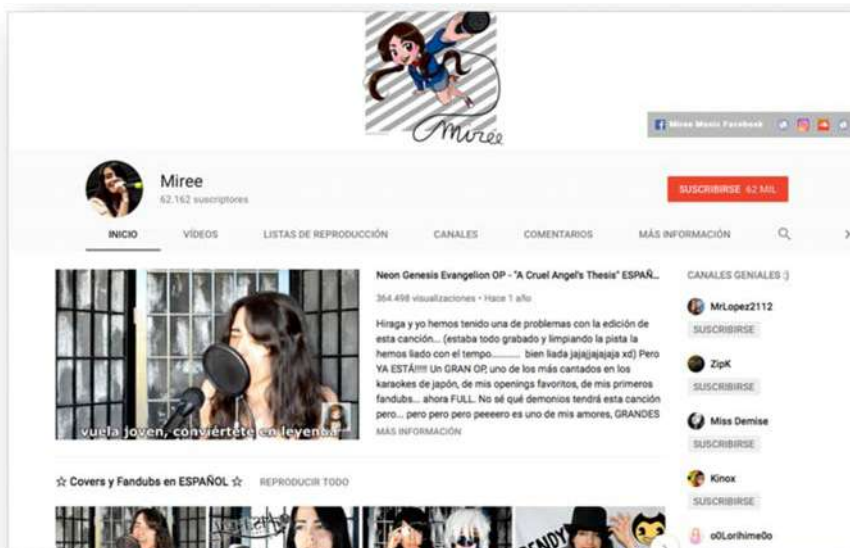 Mirée
Miree Music Facebook
Miree
62.162 suscriptores
SUSCRIBIRSE 62 MIL
INICIO
VÍDEOS
LISTAS DE REPRODUCCIÓN
CANALES
COMENTARIOS
MÁS INFORMACIÓN
Neon Genesis Evangelion OP - "A Cruel Angel's Thesis" ESPAÑ...
364.498 visualizaciones • Hace 1 año
Hiraga y yo hemos tenido una de problemas con la edición de
esta canción... (estaba todo grabado y limpiando la pista la
hemos liado con el tempo.......... bien liada jajajjajajaja xd) Pero
YA ESTÁ!!!!! Un GRAN OP, uno de los más cantados en los
karaokes de japón, de mis openings favoritos, de mis primeros
fandubs... ahora FULL. No sé qué demonios tendrá esta canción
pero... pero pero pero peeeero es uno de mis amores, GRANDES
MÁS INFORMACIÓN
vuela joven, conviértete en leyenda
CANALES GENIALES :)
MrLopez2112
SUSCRIBIRSE
ZipK
SUSCRIBIRSE
Miss Demise
SUSCRIBIRSE
Kinox
SUSCRIBIRSE
o0Lorihime0o
☆ Covers y Fandubs en ESPAÑOL ☆
REPRODUCIR TODO